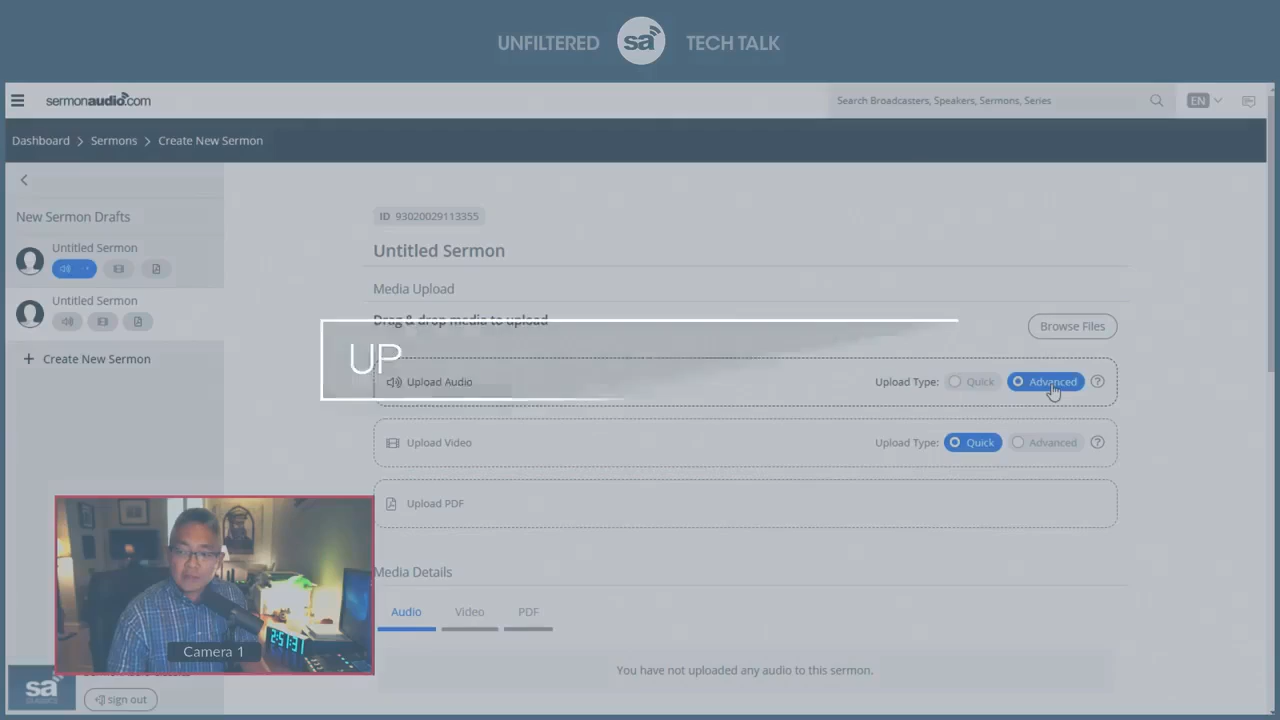 UNFILTERED sa TECH TALK
sermonaudio.com
Search Broadcasters, Speakers, Sermons, Series
EN
Dashboard > Sermons > Create New Sermon
New Sermon Drafts
Untitled Sermon
Untitled Sermon
+ Create New Sermon
ID 93020029113355
Untitled Sermon
Media Upload
Drag & drop media to upload
Browse Files
UP
Upload Audio
Upload Type: Quick Advanced ?
Upload Video
Upload Type: Quick Advanced ?
Upload PDF
Media Details
Audio Video PDF
You have not uploaded any audio to this sermon.
2:51:31
Camera 1
sa
sign out